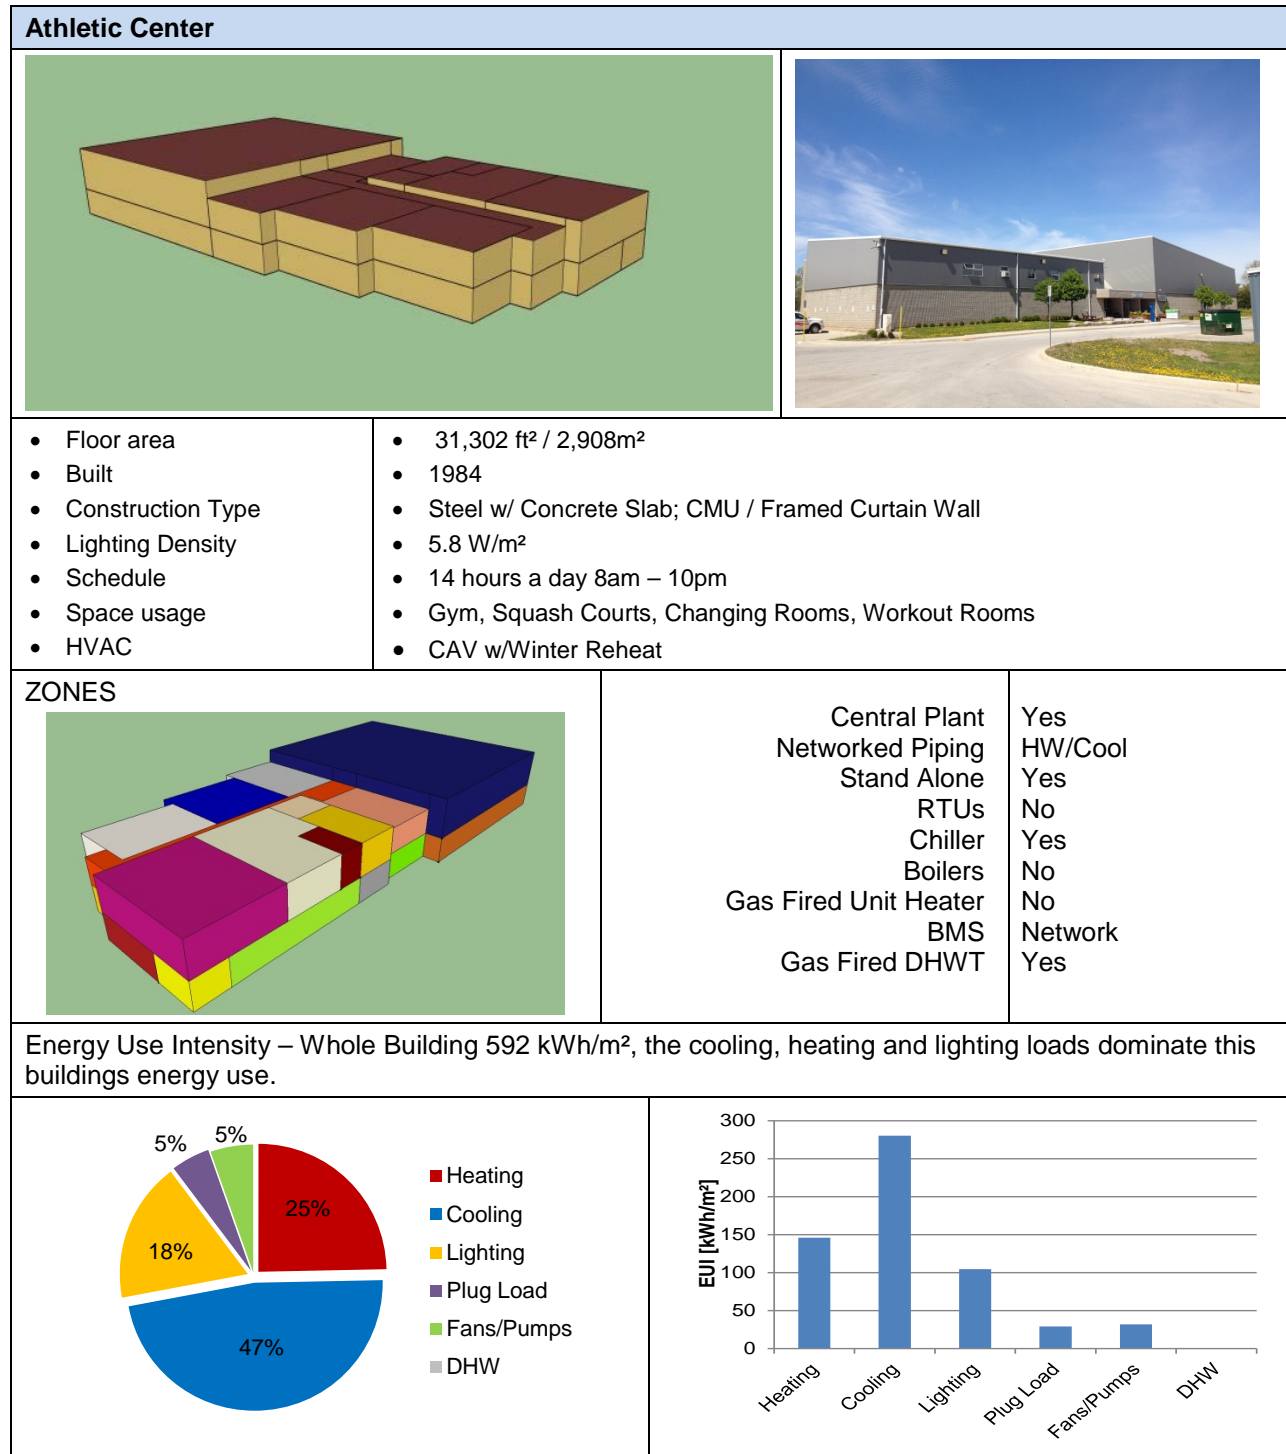 Athletic Center
• Floor area
• Built
• Construction Type
• Lighting Density
• Schedule
• Space usage
• HVAC
• 31,302 ft² / 2,908m²
• 1984
• Steel w/ Concrete Slab; CMU / Framed Curtain Wall
• 5.8 W/m²
• 14 hours a day 8am – 10pm
• Gym, Squash Courts, Changing Rooms, Workout Rooms
• CAV w/Winter Reheat
ZONES
Central Plant Yes
Networked Piping HW/Cool
Stand Alone Yes
RTUs No
Chiller Yes
Boilers No
Gas Fired Unit Heater No
BMS Network
Gas Fired DHWT Yes
Energy Use Intensity – Whole Building 592 kWh/m², the cooling, heating and lighting loads dominate this
buildings energy use.
5%
5%
25%
18%
47%
Heating
Cooling
Lighting
Plug Load
Fans/Pumps
DHW
EUI [kWh/m²]
300
250
200
150
100
50
0
Heating
Cooling
Lighting
Plug Load
Fans/Pumps
DHW